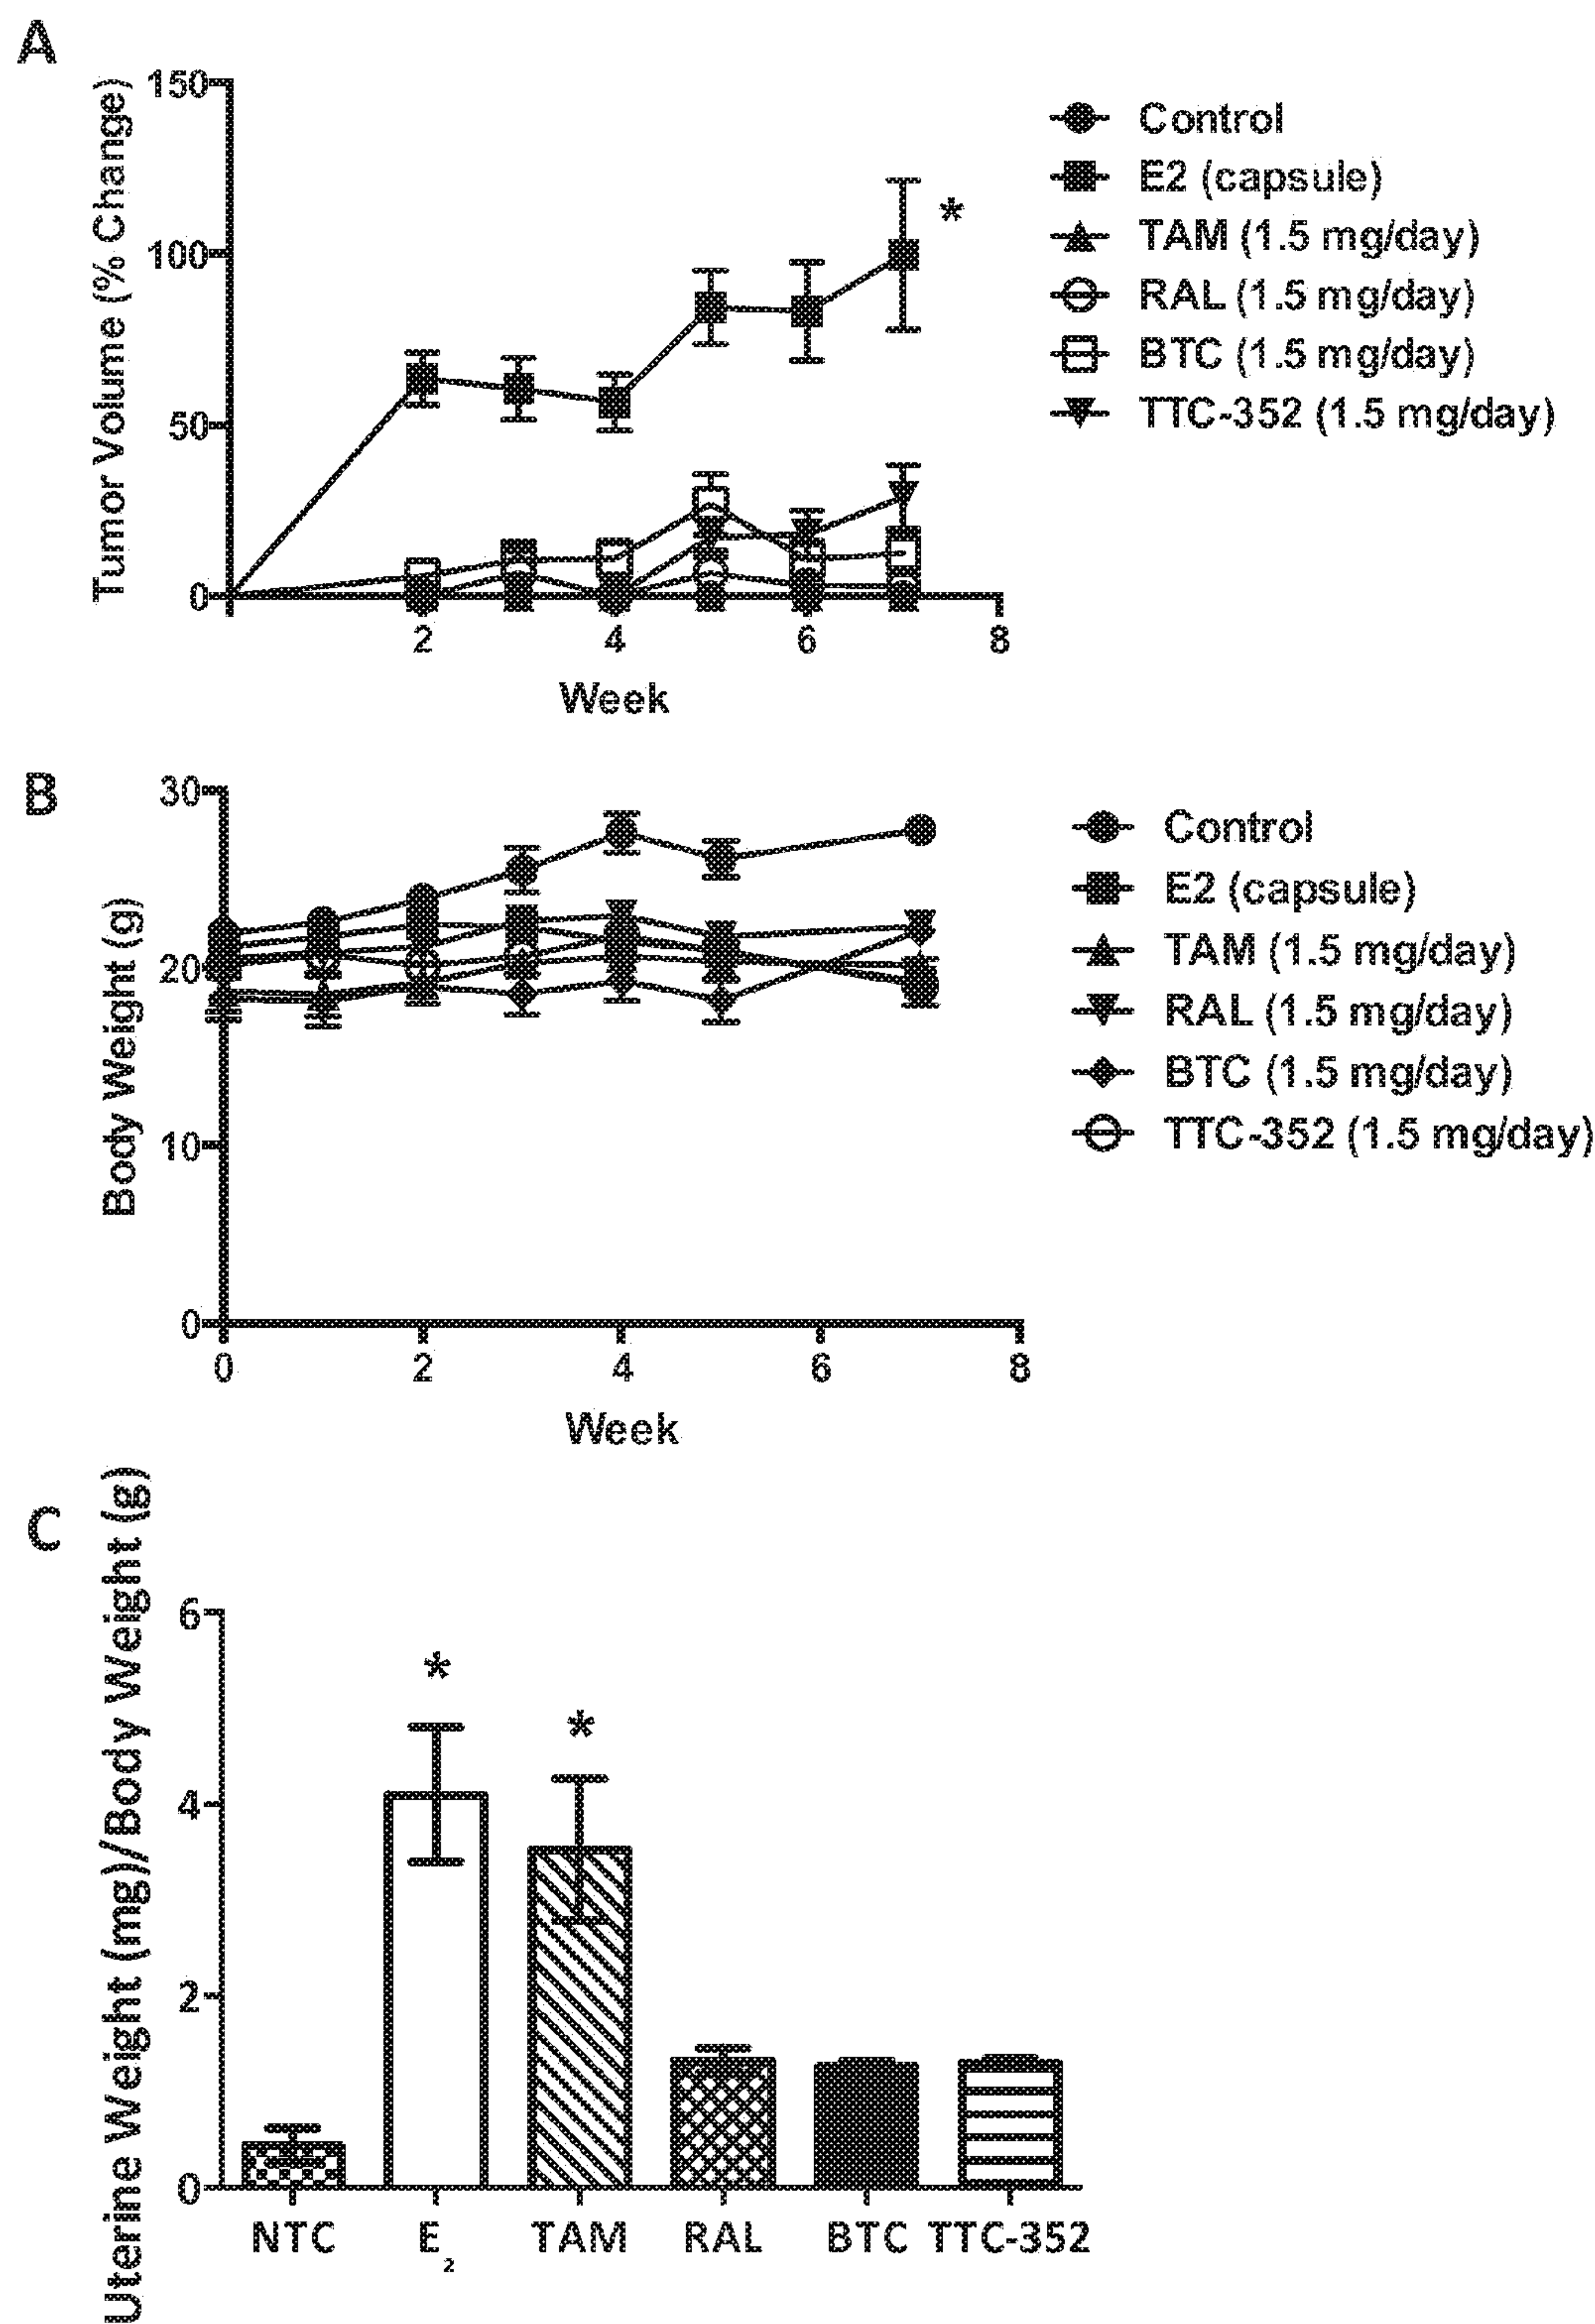 A
Tumor Volume (% Change)
150
100
50
0
2
4
6
8
Week
*
Control
E2 (capsule)
TAM (1.5 mg/day)
RAL (1.5 mg/day)
BTC (1.5 mg/day)
TTC-352 (1.5 mg/day)
B
Body Weight (g)
30
20
10
0
0
2
4
6
8
Week
Control
E2 (capsule)
TAM (1.5 mg/day)
RAL (1.5 mg/day)
BTC (1.5 mg/day)
TTC-352 (1.5 mg/day)
C
Uterine Weight (mg)/Body Weight (g)
6
4
2
0
*
*
NTC
E₂
TAM
RAL
BTC
TTC-352